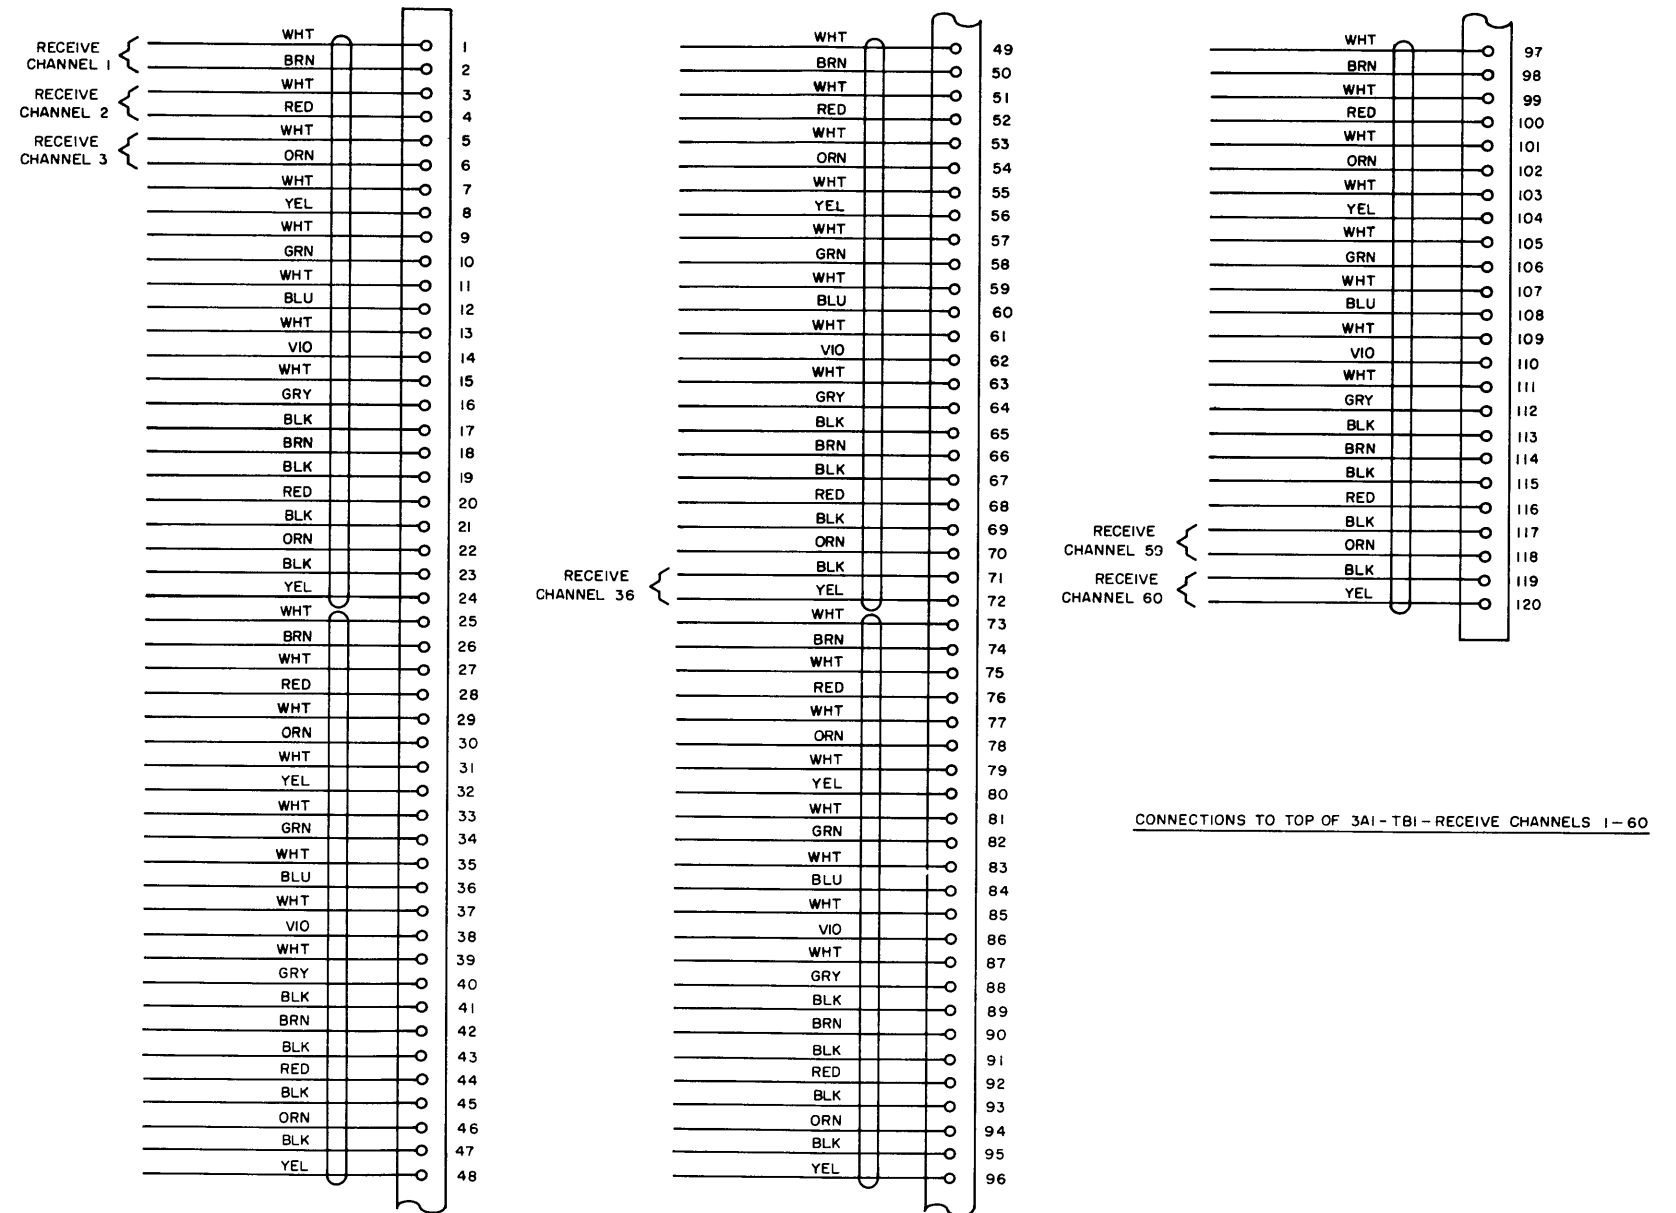 RECEIVE
CHANNEL 1
WHT 1
BRN 2
RECEIVE
CHANNEL 2
WHT 3
RED 4
RECEIVE
CHANNEL 3
WHT 5
ORN 6
WHT 7
YEL 8
WHT 9
GRN 10
WHT 11
BLU 12
WHT 13
VIO 14
WHT 15
GRY 16
BLK 17
BRN 18
BLK 19
RED 20
BLK 21
ORN 22
BLK 23
YEL 24
WHT 25
BRN 26
WHT 27
RED 28
WHT 29
ORN 30
WHT 31
YEL 32
WHT 33
GRN 34
WHT 35
BLU 36
WHT 37
VIO 38
WHT 39
GRY 40
BLK 41
BRN 42
BLK 43
RED 44
BLK 45
ORN 46
BLK 47
YEL 48
WHT 49
BRN 50
WHT 51
RED 52
WHT 53
ORN 54
WHT 55
YEL 56
WHT 57
GRN 58
WHT 59
BLU 60
WHT 61
VIO 62
WHT 63
GRY 64
BLK 65
BRN 66
BLK 67
RED 68
BLK 69
ORN 70
RECEIVE
CHANNEL 36
BLK 71
YEL 72
WHT 73
BRN 74
WHT 75
RED 76
WHT 77
ORN 78
WHT 79
YEL 80
WHT 81
GRN 82
WHT 83
BLU 84
WHT 85
VIO 86
WHT 87
GRY 88
BLK 89
BRN 90
BLK 91
RED 92
BLK 93
ORN 94
BLK 95
YEL 96
WHT 97
BRN 98
WHT 99
RED 100
WHT 101
ORN 102
WHT 103
YEL 104
WHT 105
GRN 106
WHT 107
BLU 108
WHT 109
VIO 110
WHT 111
GRY 112
BLK 113
BRN 114
BLK 115
RED 116
RECEIVE
CHANNEL 59
BLK 117
ORN 118
RECEIVE
CHANNEL 60
BLK 119
YEL 120
CONNECTIONS TO TOP OF 3A1-TB1-RECEIVE CHANNELS 1-60